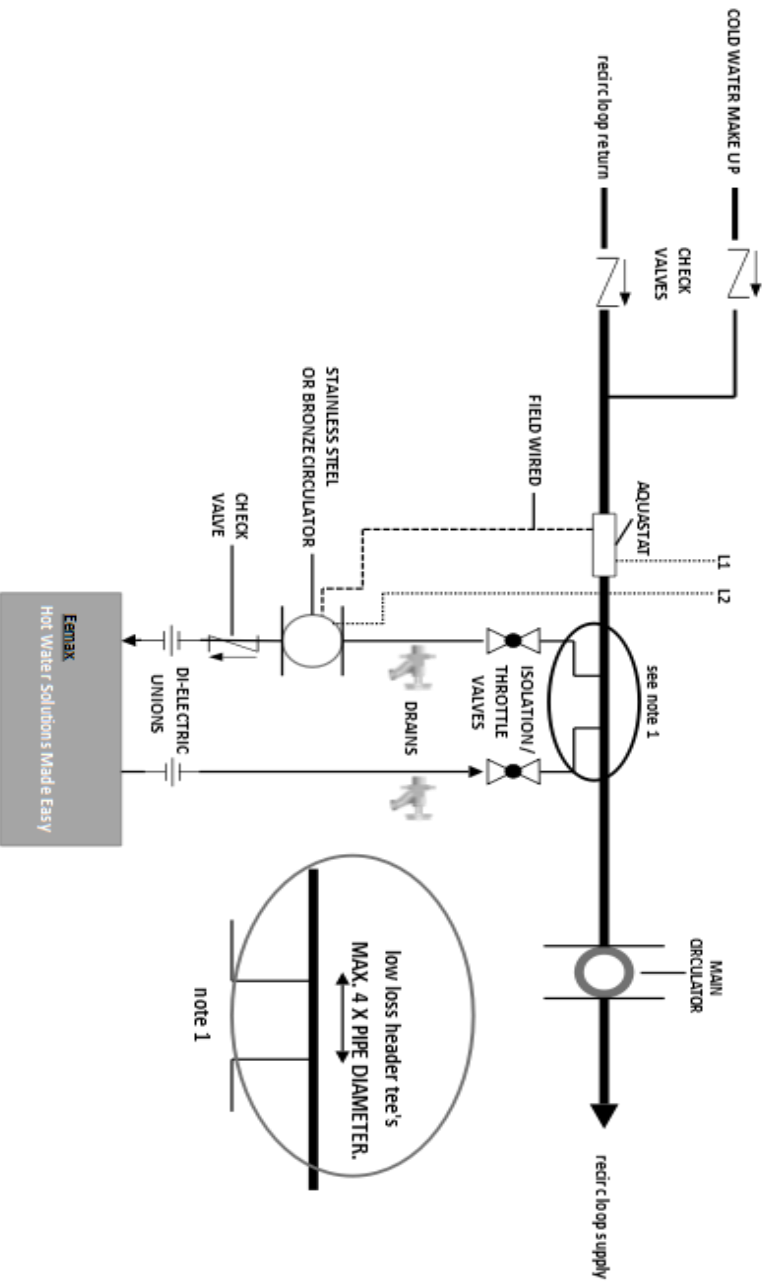 COLD WATER MAKE UP
recirc loop return
CHECK
VALVES
AQUASTAT
L1
L2
FIELD WIRED
see note 1
MAIN
CIRCULATOR
recirc loop supply
STAINLESS STEEL
OR BRONZE CIRCULATOR
ISOLATION/
THROTTLE
VALVES
DRAINS
CHECK
VALVE
DI-ELECTRIC
UNIONS
Eemax
Hot Water Solutions Made Easy
low loss header tee's
MAX. 4 X PIPE DIAMETER.
note 1